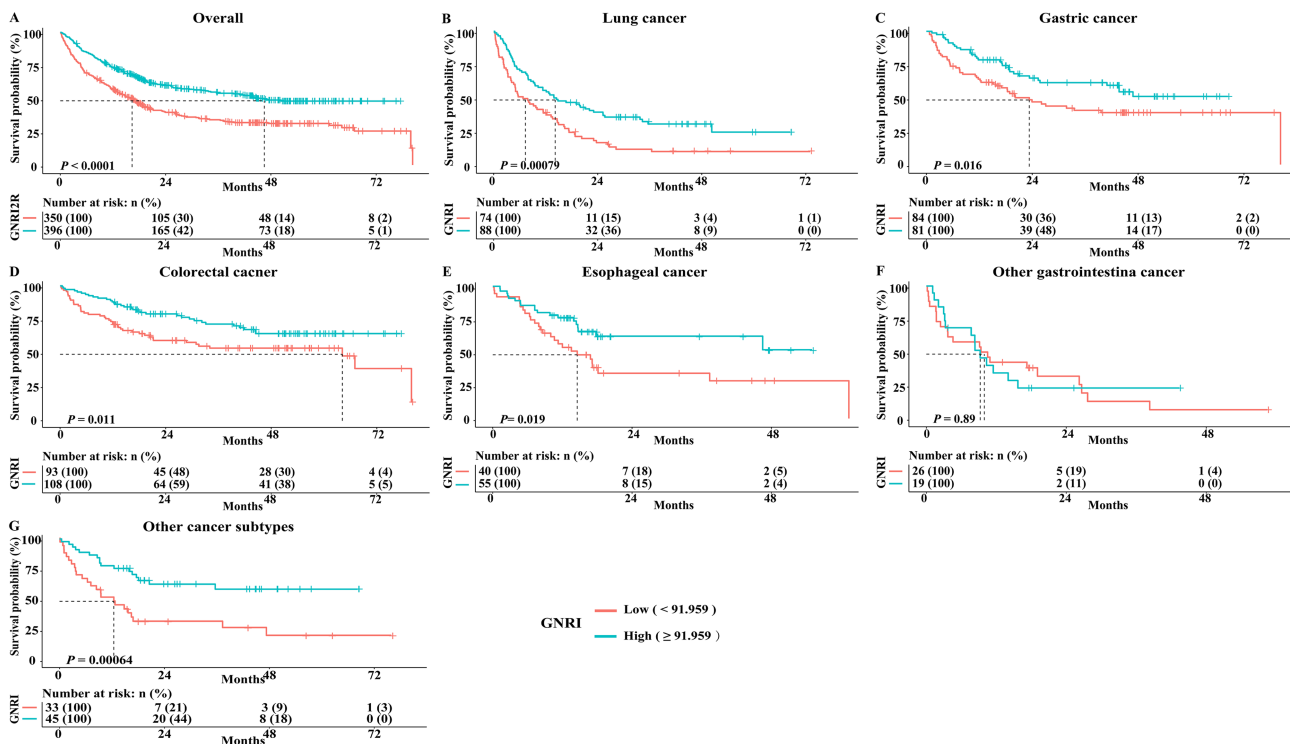 A
Overall
Survival probability (%)
100
75
50
25
0
P < 0.0001
0 24 48 72
Months
Number at risk: n (%)
GNRI2R
350 (100) 105 (30) 48 (14) 8 (2)
396 (100) 165 (42) 73 (18) 5 (1)
0 24 48 72
Months
B
Lung cancer
Survival probability (%)
100
75
50
25
0
P = 0.00079
0 24 48 72
Months
Number at risk: n (%)
GNRI
74 (100) 11 (15) 3 (4) 1 (1)
88 (100) 32 (36) 8 (9) 0 (0)
0 24 48 72
Months
C
Gastric cancer
Survival probability (%)
100
75
50
25
0
P = 0.016
0 24 48 72
Months
Number at risk: n (%)
GNRI
84 (100) 30 (36) 11 (13) 2 (2)
81 (100) 39 (48) 14 (17) 0 (0)
0 24 48 72
Months
D
Colorectal cacner
Survival probability (%)
100
75
50
25
0
P = 0.011
0 24 48 72
Months
Number at risk: n (%)
GNRI
93 (100) 45 (48) 28 (30) 4 (4)
108 (100) 64 (59) 41 (38) 5 (5)
0 24 48 72
Months
E
Esophageal cancer
Survival probability (%)
100
75
50
25
0
P= 0.019
0 24 48
Months
Number at risk: n (%)
GNRI
40 (100) 7 (18) 2 (5)
55 (100) 8 (15) 2 (4)
0 24 48
Months
F
Other gastrointestina cancer
Survival probability (%)
100
75
50
25
0
P = 0.89
0 24 48
Months
Number at risk: n (%)
GNRI
26 (100) 5 (19) 1 (4)
19 (100) 2 (11) 0 (0)
0 24 48
Months
G
Other cancer subtypes
Survival probability (%)
100
75
50
25
0
P = 0.00064
0 24 48 72
Months
Number at risk: n (%)
GNRI
33 (100) 7 (21) 3 (9) 1 (3)
45 (100) 20 (44) 8 (18) 0 (0)
0 24 48 72
Months
GNRI
Low ( < 91.959 )
High ( ≥ 91.959 )